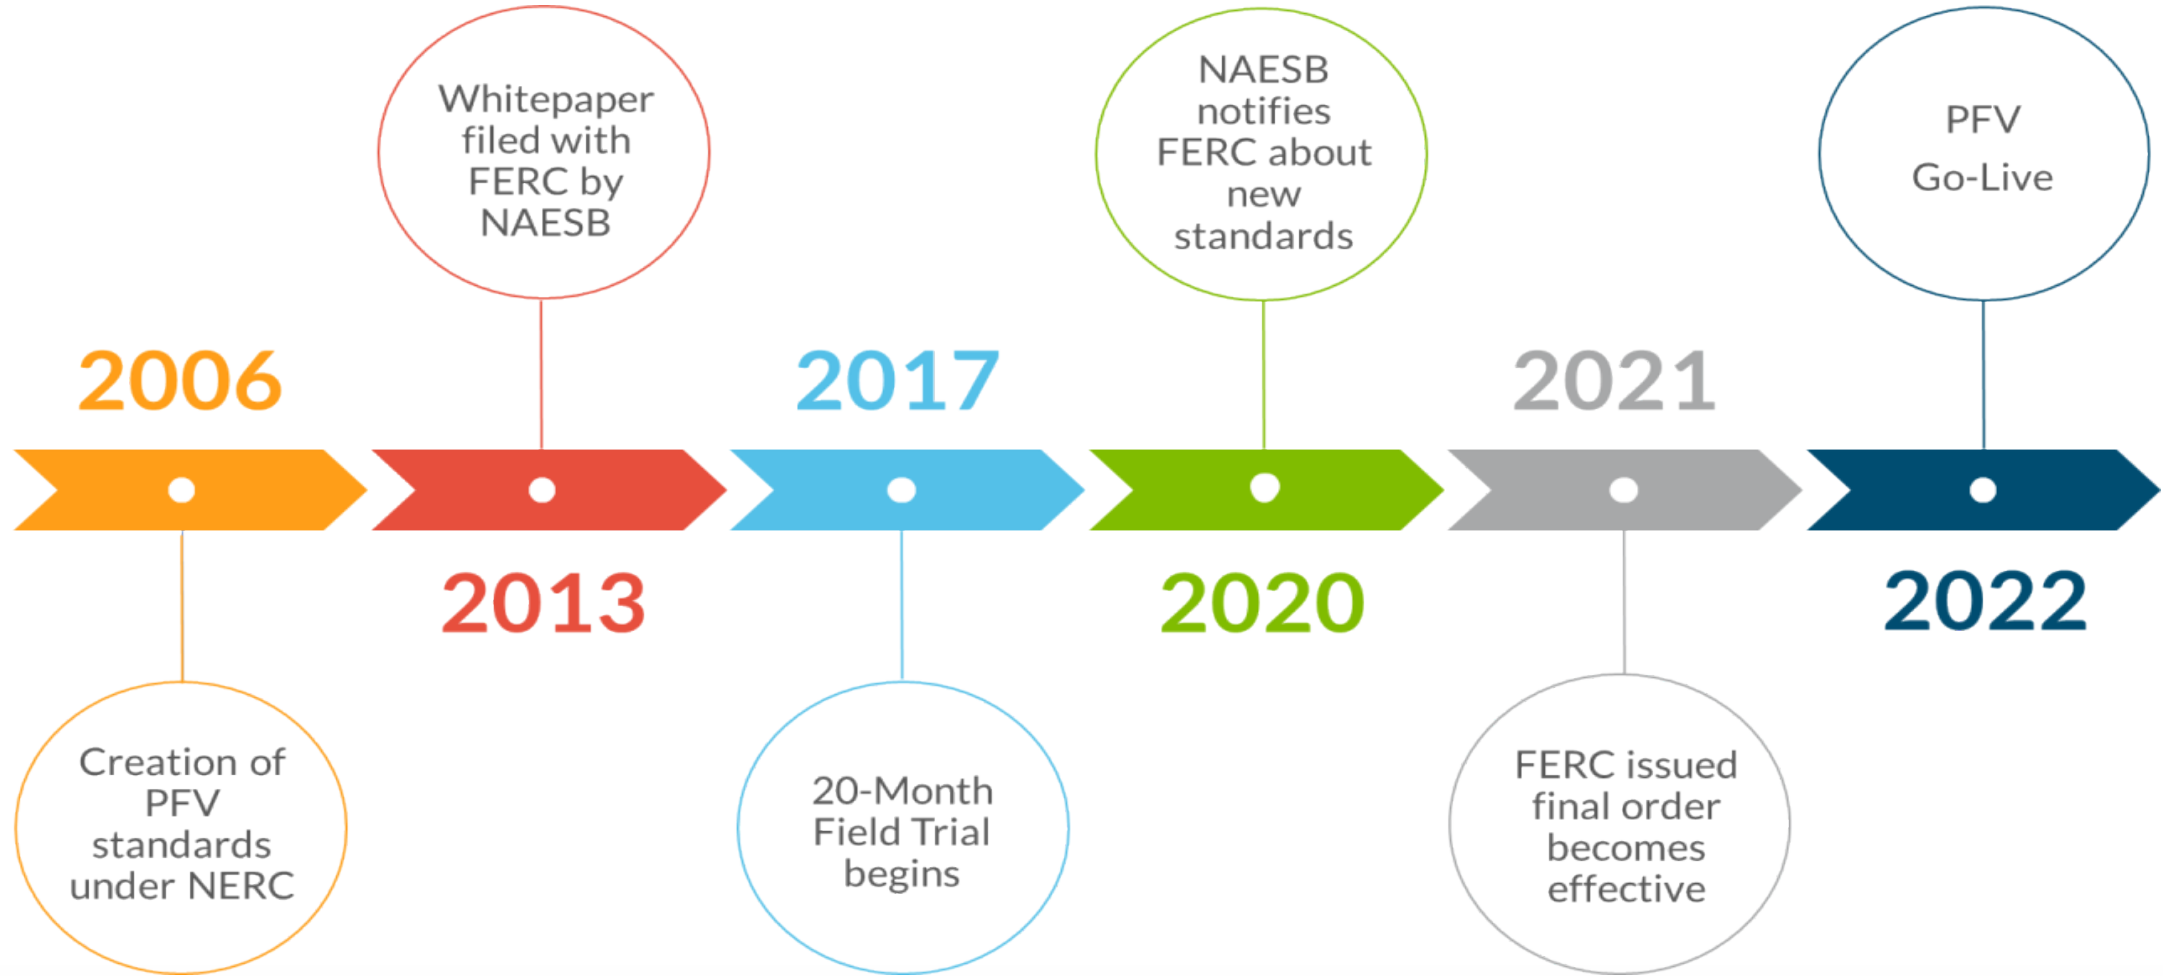 2006
Creation of
PFV
standards
under NERC
Whitepaper
filed with
FERC by
NAESB
2013
2017
20-Month
Field Trial
begins
NAESB
notifies
FERC about
new
standards
2020
2021
FERC issued
final order
becomes
effective
PFV
Go-Live
2022